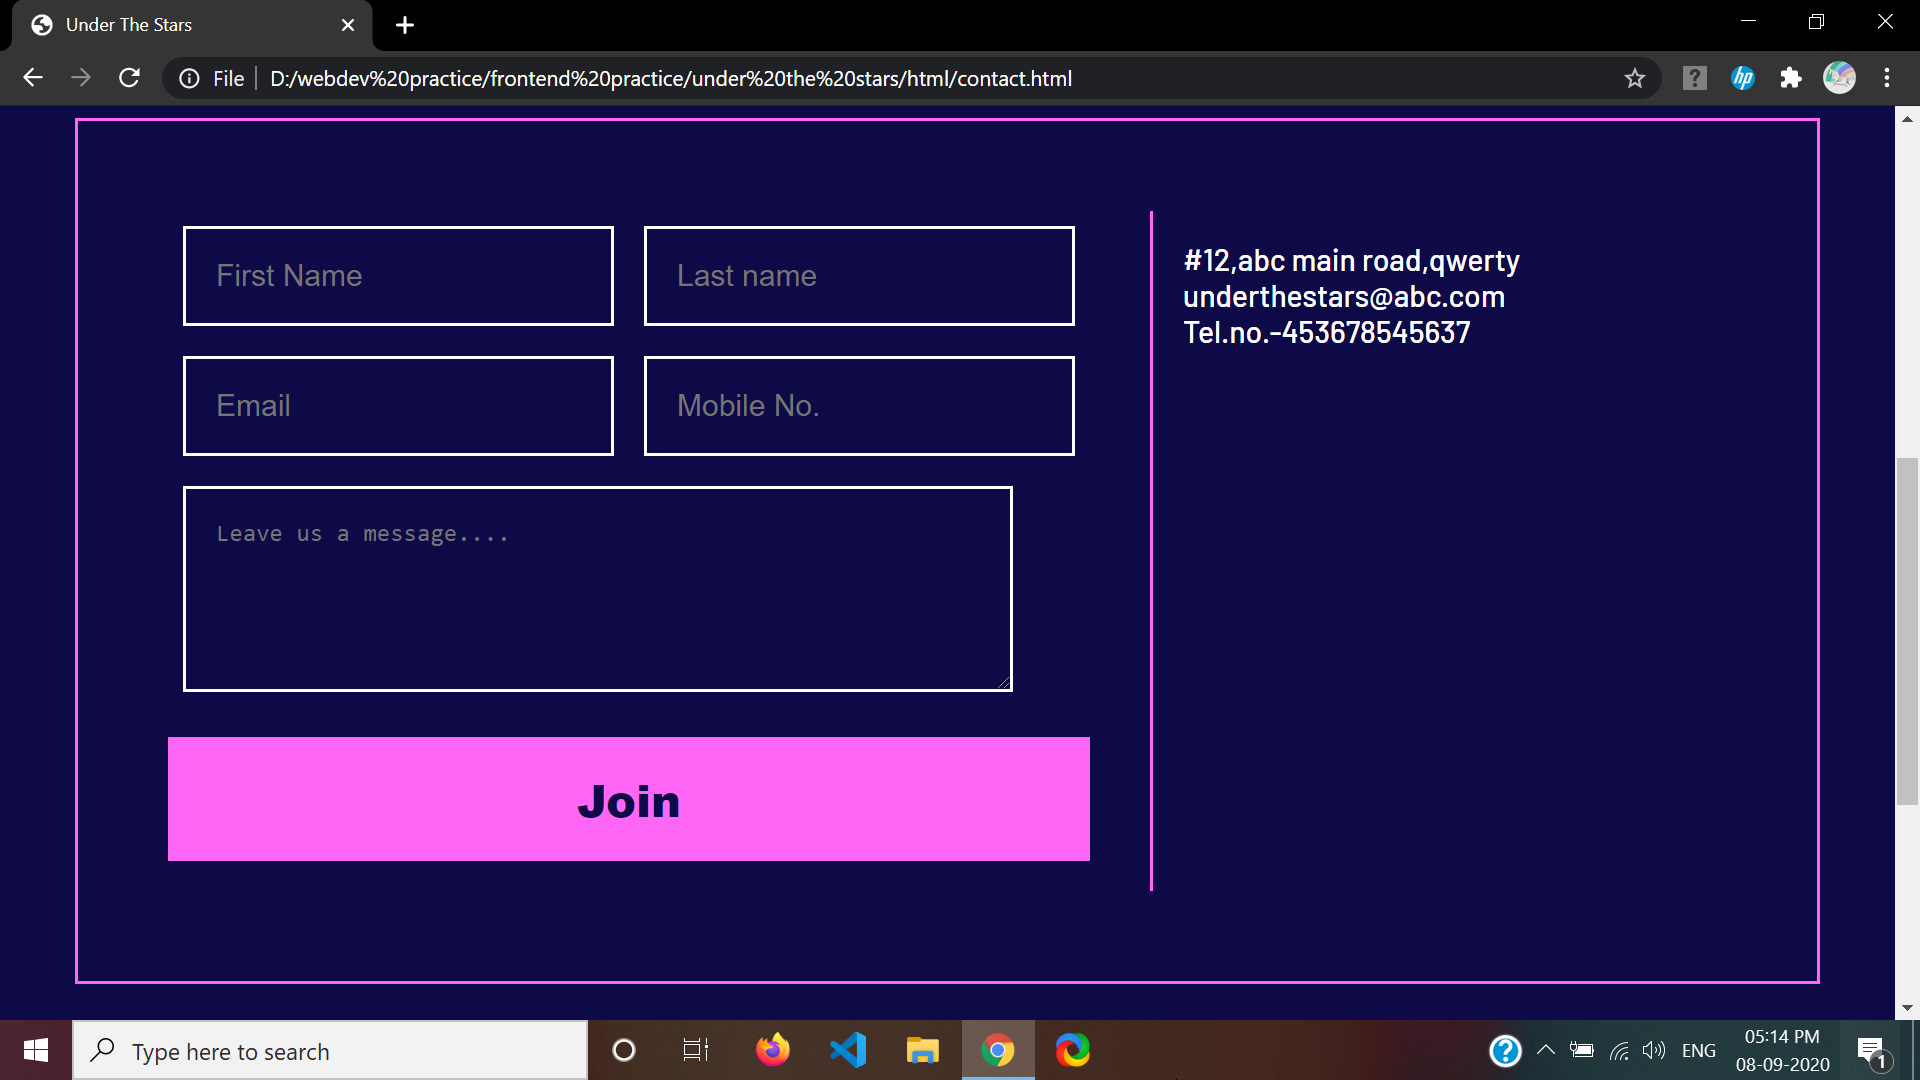 Under The Stars
File D:/webdev%20practice/frontend%20practice/under%20the%20stars/html/contact.html
?
hp
First Name
Last name
#12,abc main road,qwerty
underthestars@abc.com
Tel.no.-453678545637
Email
Mobile No.
Leave us a message....
Join
Type here to search
?
ENG
05:14 PM
08-09-2020
1